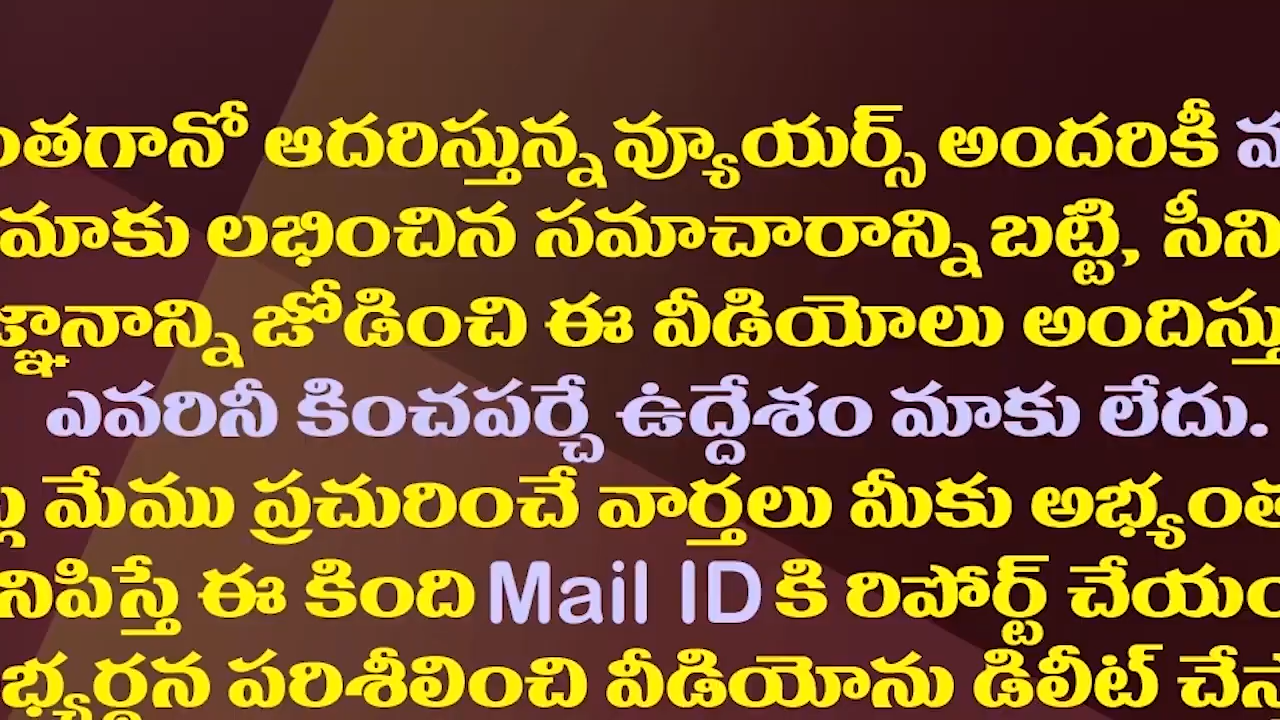 ఆదరిస్తున్న వ్యూయర్స్ అందరికీ
మాకు లభించిన సమాచారాన్ని బట్టి,
జోడించి ఈ వీడియోలు
ఎవరినీ కించపర్చే ఉద్దేశం మాకు లేదు.
మేము ప్రచురించే వార్తలు మీకు
ఈ కింది Mail ID కి రిపోర్ట్
పరిశీలించి వీడియోను డిలీట్